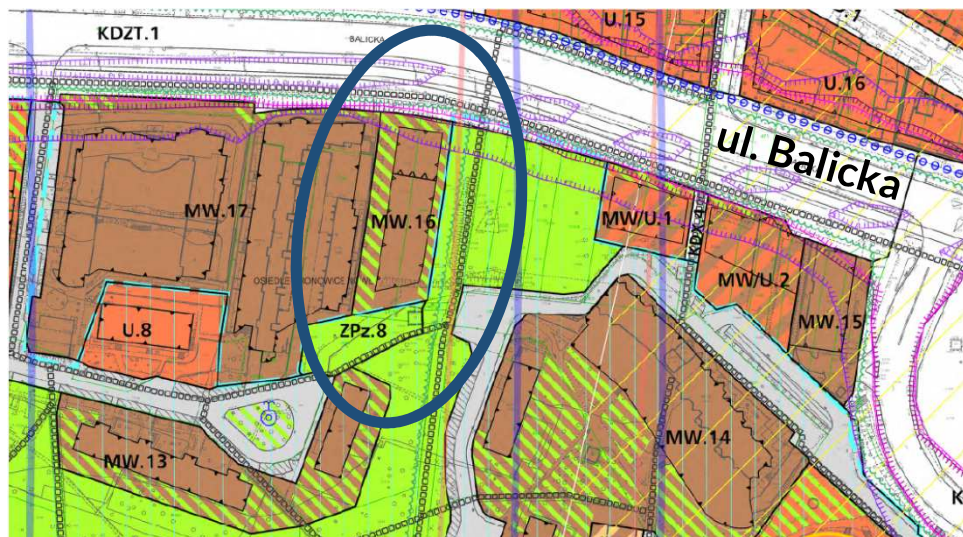 U.15
KDZT.1
BALICKA
U.16
ul. Balicka
MW.17
MW.16
MW/U.1
KDX.4
MW/U.2
U.8
ZPz.8
MW.15
MW.14
MW.13
K